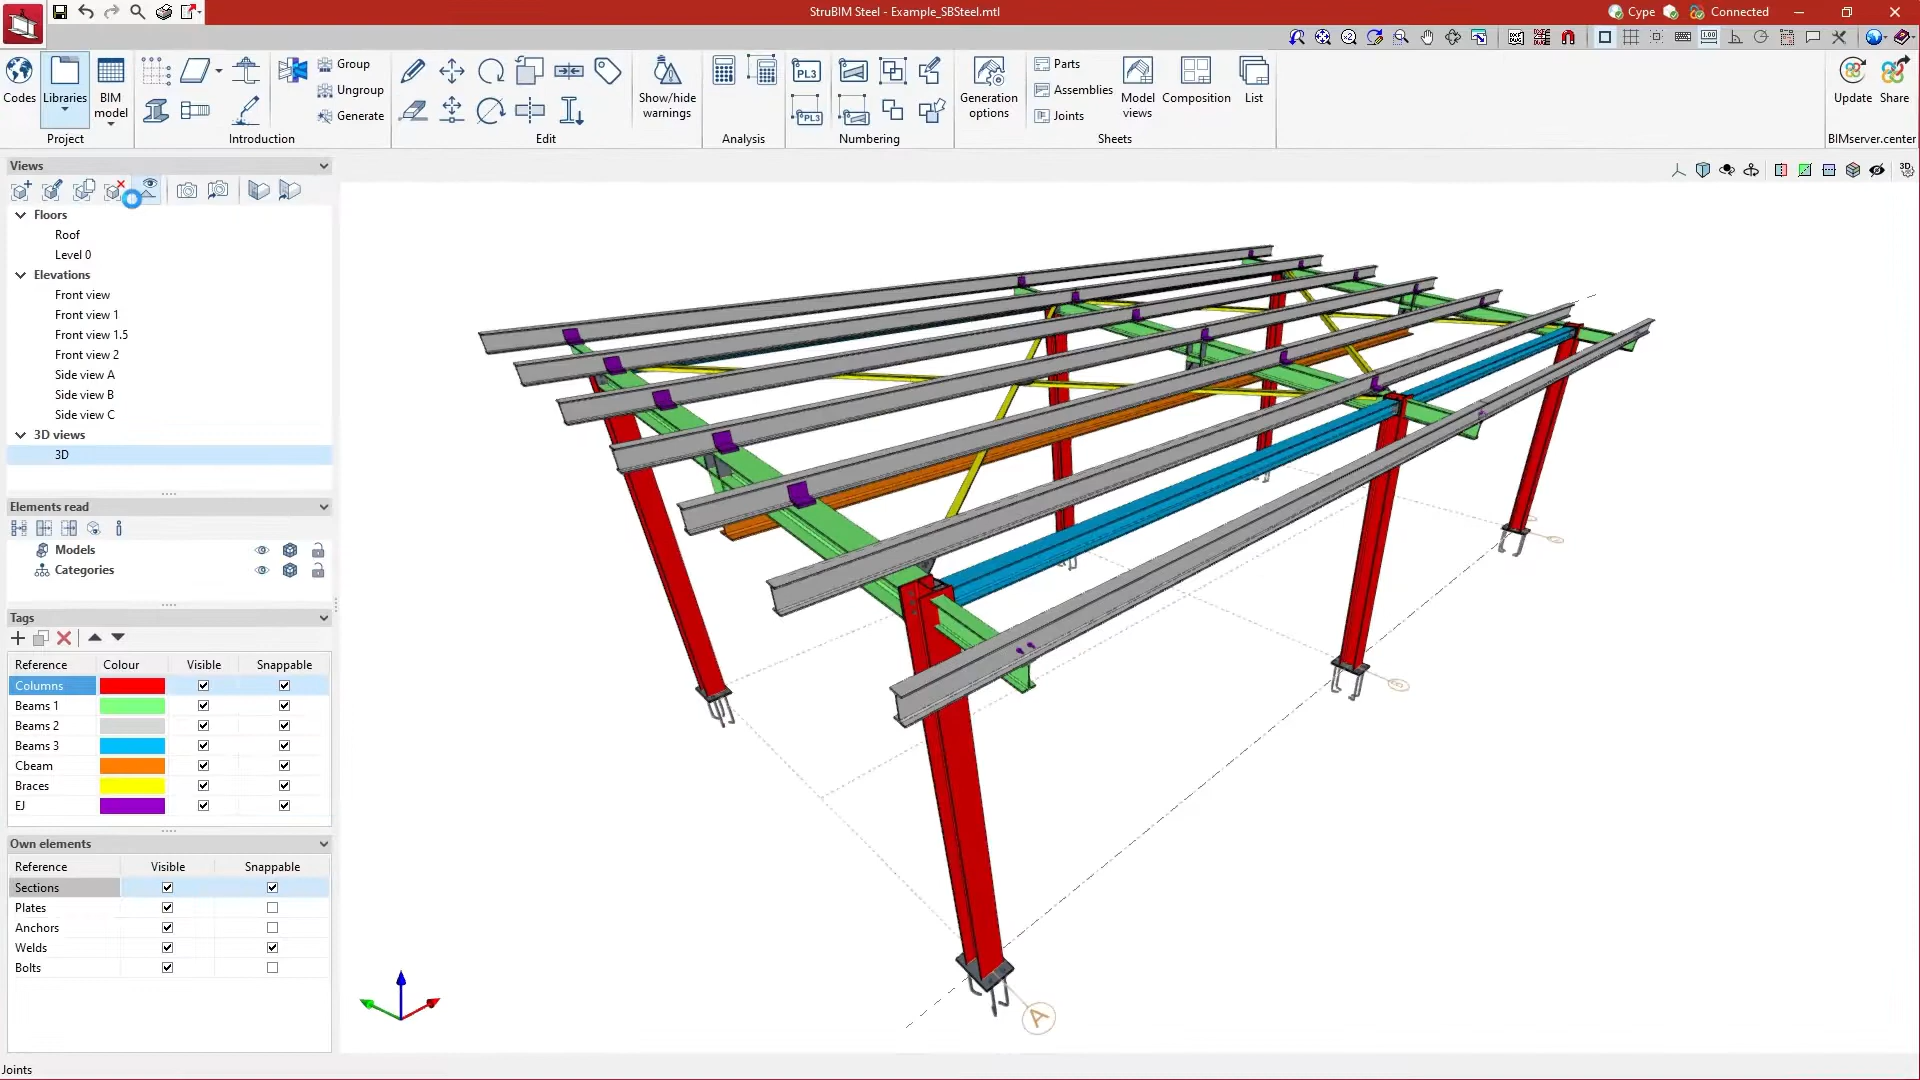 StruBIM Steel - Example_SBSteel.mtl
Cype
Connected
Codes
Libraries
BIM model
Project
Group
Ungroup
Generate
Introduction
Edit
Show/hide warnings
Analysis
PL3
PL3
Numbering
Generation options
Parts
Assemblies
Joints
Model views
Composition
List
Sheets
Update
Share
BIMserver.center
Views
Floors
Roof
Level 0
Elevations
Front view
Front view 1
Front view 1.5
Front view 2
Side view A
Side view B
Side view C
3D views
3D
Elements read
Models
Categories
Tags
Reference Colour Visible Snappable
Columns
Beams 1
Beams 2
Beams 3
Cbeam
Braces
EJ
Own elements
Reference Visible Snappable
Sections
Plates
Anchors
Welds
Bolts
A
Joints